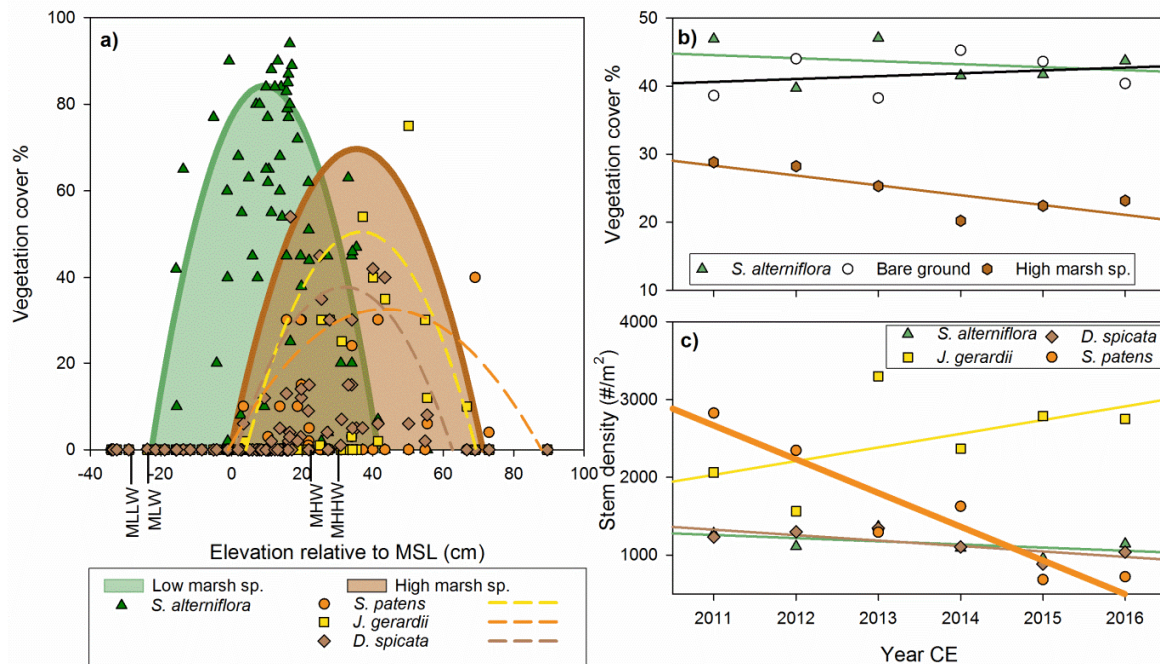 a)
Vegetation cover %
100
80
60
40
20
0
-40 -20 0 20 40 60 80 100
MLLW
MLW
MHW
MHHW
Elevation relative to MSL (cm)
Low marsh sp. High marsh sp.
S. alterniflora S. patens
J. gerardii
D. spicata
b)
Vegetation cover %
50
40
30
20
10
S. alterniflora Bare ground High marsh sp.
c)
Stem density (#/m²)
4000
3000
2000
1000
S. alterniflora D. spicata
J. gerardii S. patens
2011 2012 2013 2014 2015 2016
Year CE